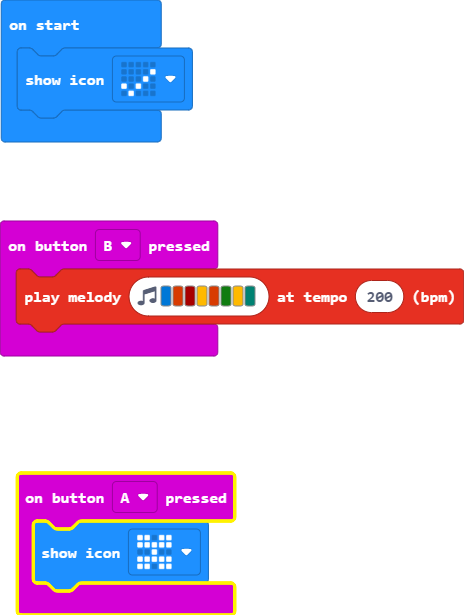 on start
show icon
on button B pressed
play melody at tempo 200 (bpm)
on button A pressed
show icon